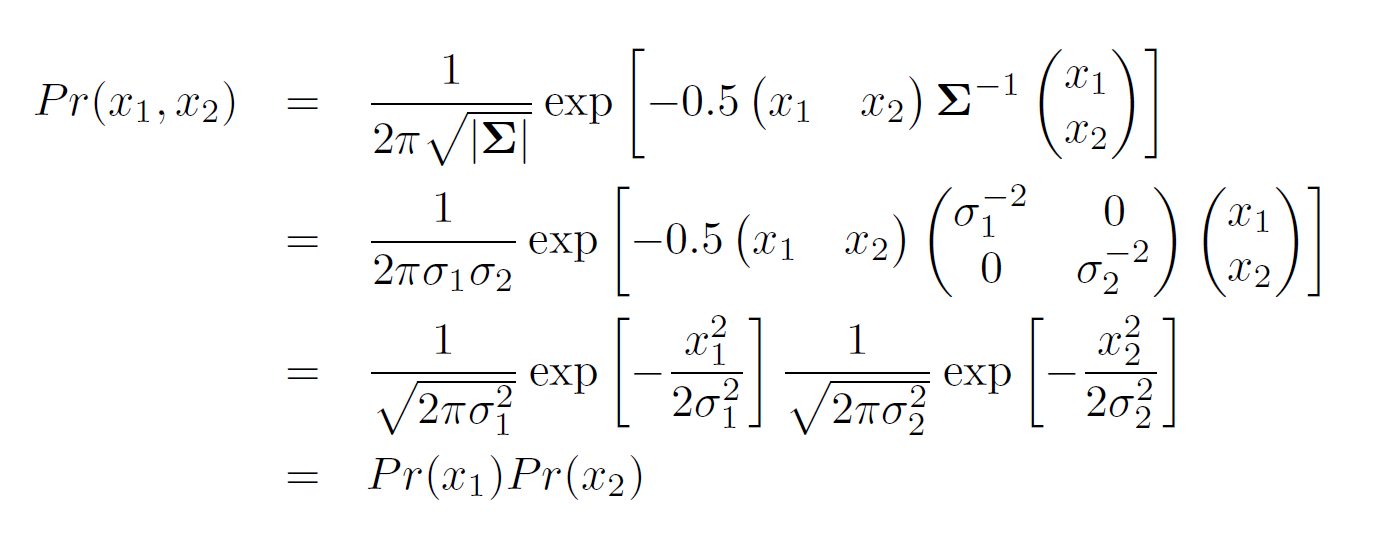 $Pr(x_1, x_2) = \frac{1}{2\pi\sqrt{|\mathbf{\Sigma}|}} \exp\left[-0.5 \begin{pmatrix} x_1 & x_2 \end{pmatrix} \mathbf{\Sigma}^{-1} \begin{pmatrix} x_1 \\ x_2 \end{pmatrix}\right]$
$= \frac{1}{2\pi\sigma_1\sigma_2} \exp\left[-0.5 \begin{pmatrix} x_1 & x_2 \end{pmatrix} \begin{pmatrix} \sigma_1^{-2} & 0 \\ 0 & \sigma_2^{-2} \end{pmatrix} \begin{pmatrix} x_1 \\ x_2 \end{pmatrix}\right]$
$= \frac{1}{\sqrt{2\pi\sigma_1^2}} \exp\left[-\frac{x_1^2}{2\sigma_1^2}\right] \frac{1}{\sqrt{2\pi\sigma_2^2}} \exp\left[-\frac{x_2^2}{2\sigma_2^2}\right]$
$= Pr(x_1)Pr(x_2)$